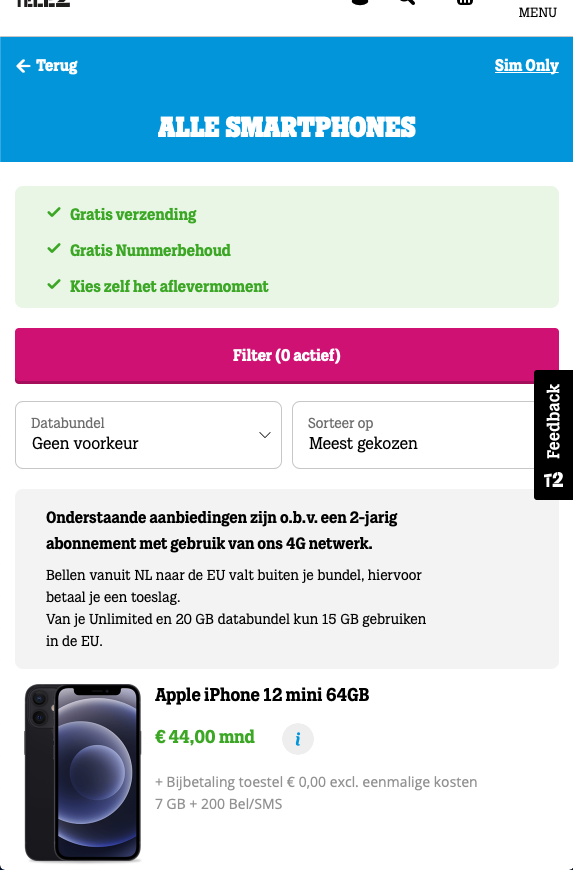 TELE2
MENU
Terug
Sim Only
ALLE SMARTPHONES
Gratis verzending
Gratis Nummerbehoud
Kies zelf het aflevermoment
Filter (0 actief)
Databundel
Geen voorkeur
Sorteer op
Meest gekozen
Feedback
T2
Onderstaande aanbiedingen zijn o.b.v. een 2-jarig
abonnement met gebruik van ons 4G netwerk.
Bellen vanuit NL naar de EU valt buiten je bundel, hiervoor
betaal je een toeslag.
Van je Unlimited en 20 GB databundel kun 15 GB gebruiken
in de EU.
Apple iPhone 12 mini 64GB
€ 44,00 mnd
i
+ Bijbetaling toestel € 0,00 excl. eenmalige kosten
7 GB + 200 Bel/SMS